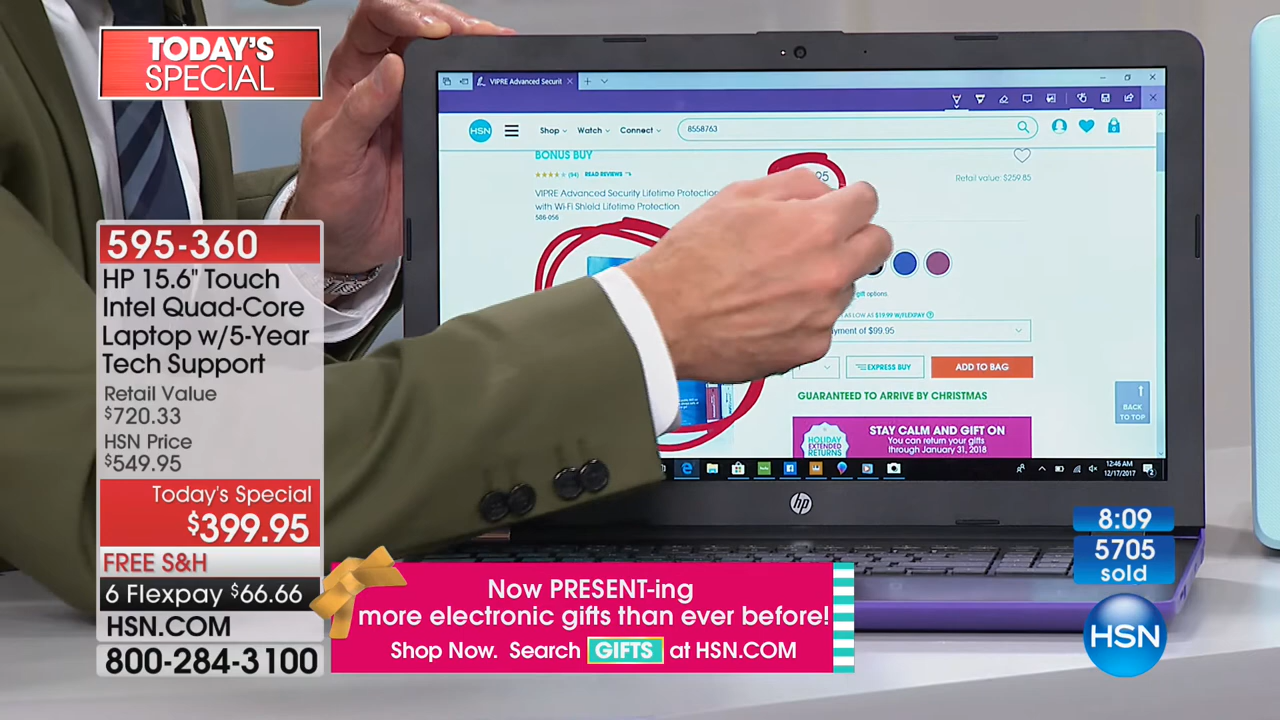 TODAY'S
SPECIAL
595-360
HP 15.6" Touch
Intel Quad-Core
Laptop w/5-Year
Tech Support
Retail Value
$720.33
HSN Price
$549.95
Today's Special
$399.95
FREE S&H
6 Flexpay $66.66
HSN.COM
800-284-3100
VIPRE Advanced Securit
HSN
Shop
Watch
Connect
8558763
BONUS BUY
(94) READ REVIEWS
VIPRE Advanced Security Lifetime Protection
with Wi-Fi Shield Lifetime Protection
586-056
95
Retail value: $259.85
gift options.
AS LOW AS $19.99 W/FLEXPAY
yment of $99.95
EXPRESS BUY
ADD TO BAG
GUARANTEED TO ARRIVE BY CHRISTMAS
HOLIDAY
EXTENDED
RETURNS
STAY CALM AND GIFT ON
You can return your gifts
through January 31, 2018
BACK
TO TOP
12:46 AM
12/17/2017
hp
Now PRESENT-ing
more electronic gifts than ever before!
Shop Now. Search GIFTS at HSN.COM
8:09
5705
sold
HSN